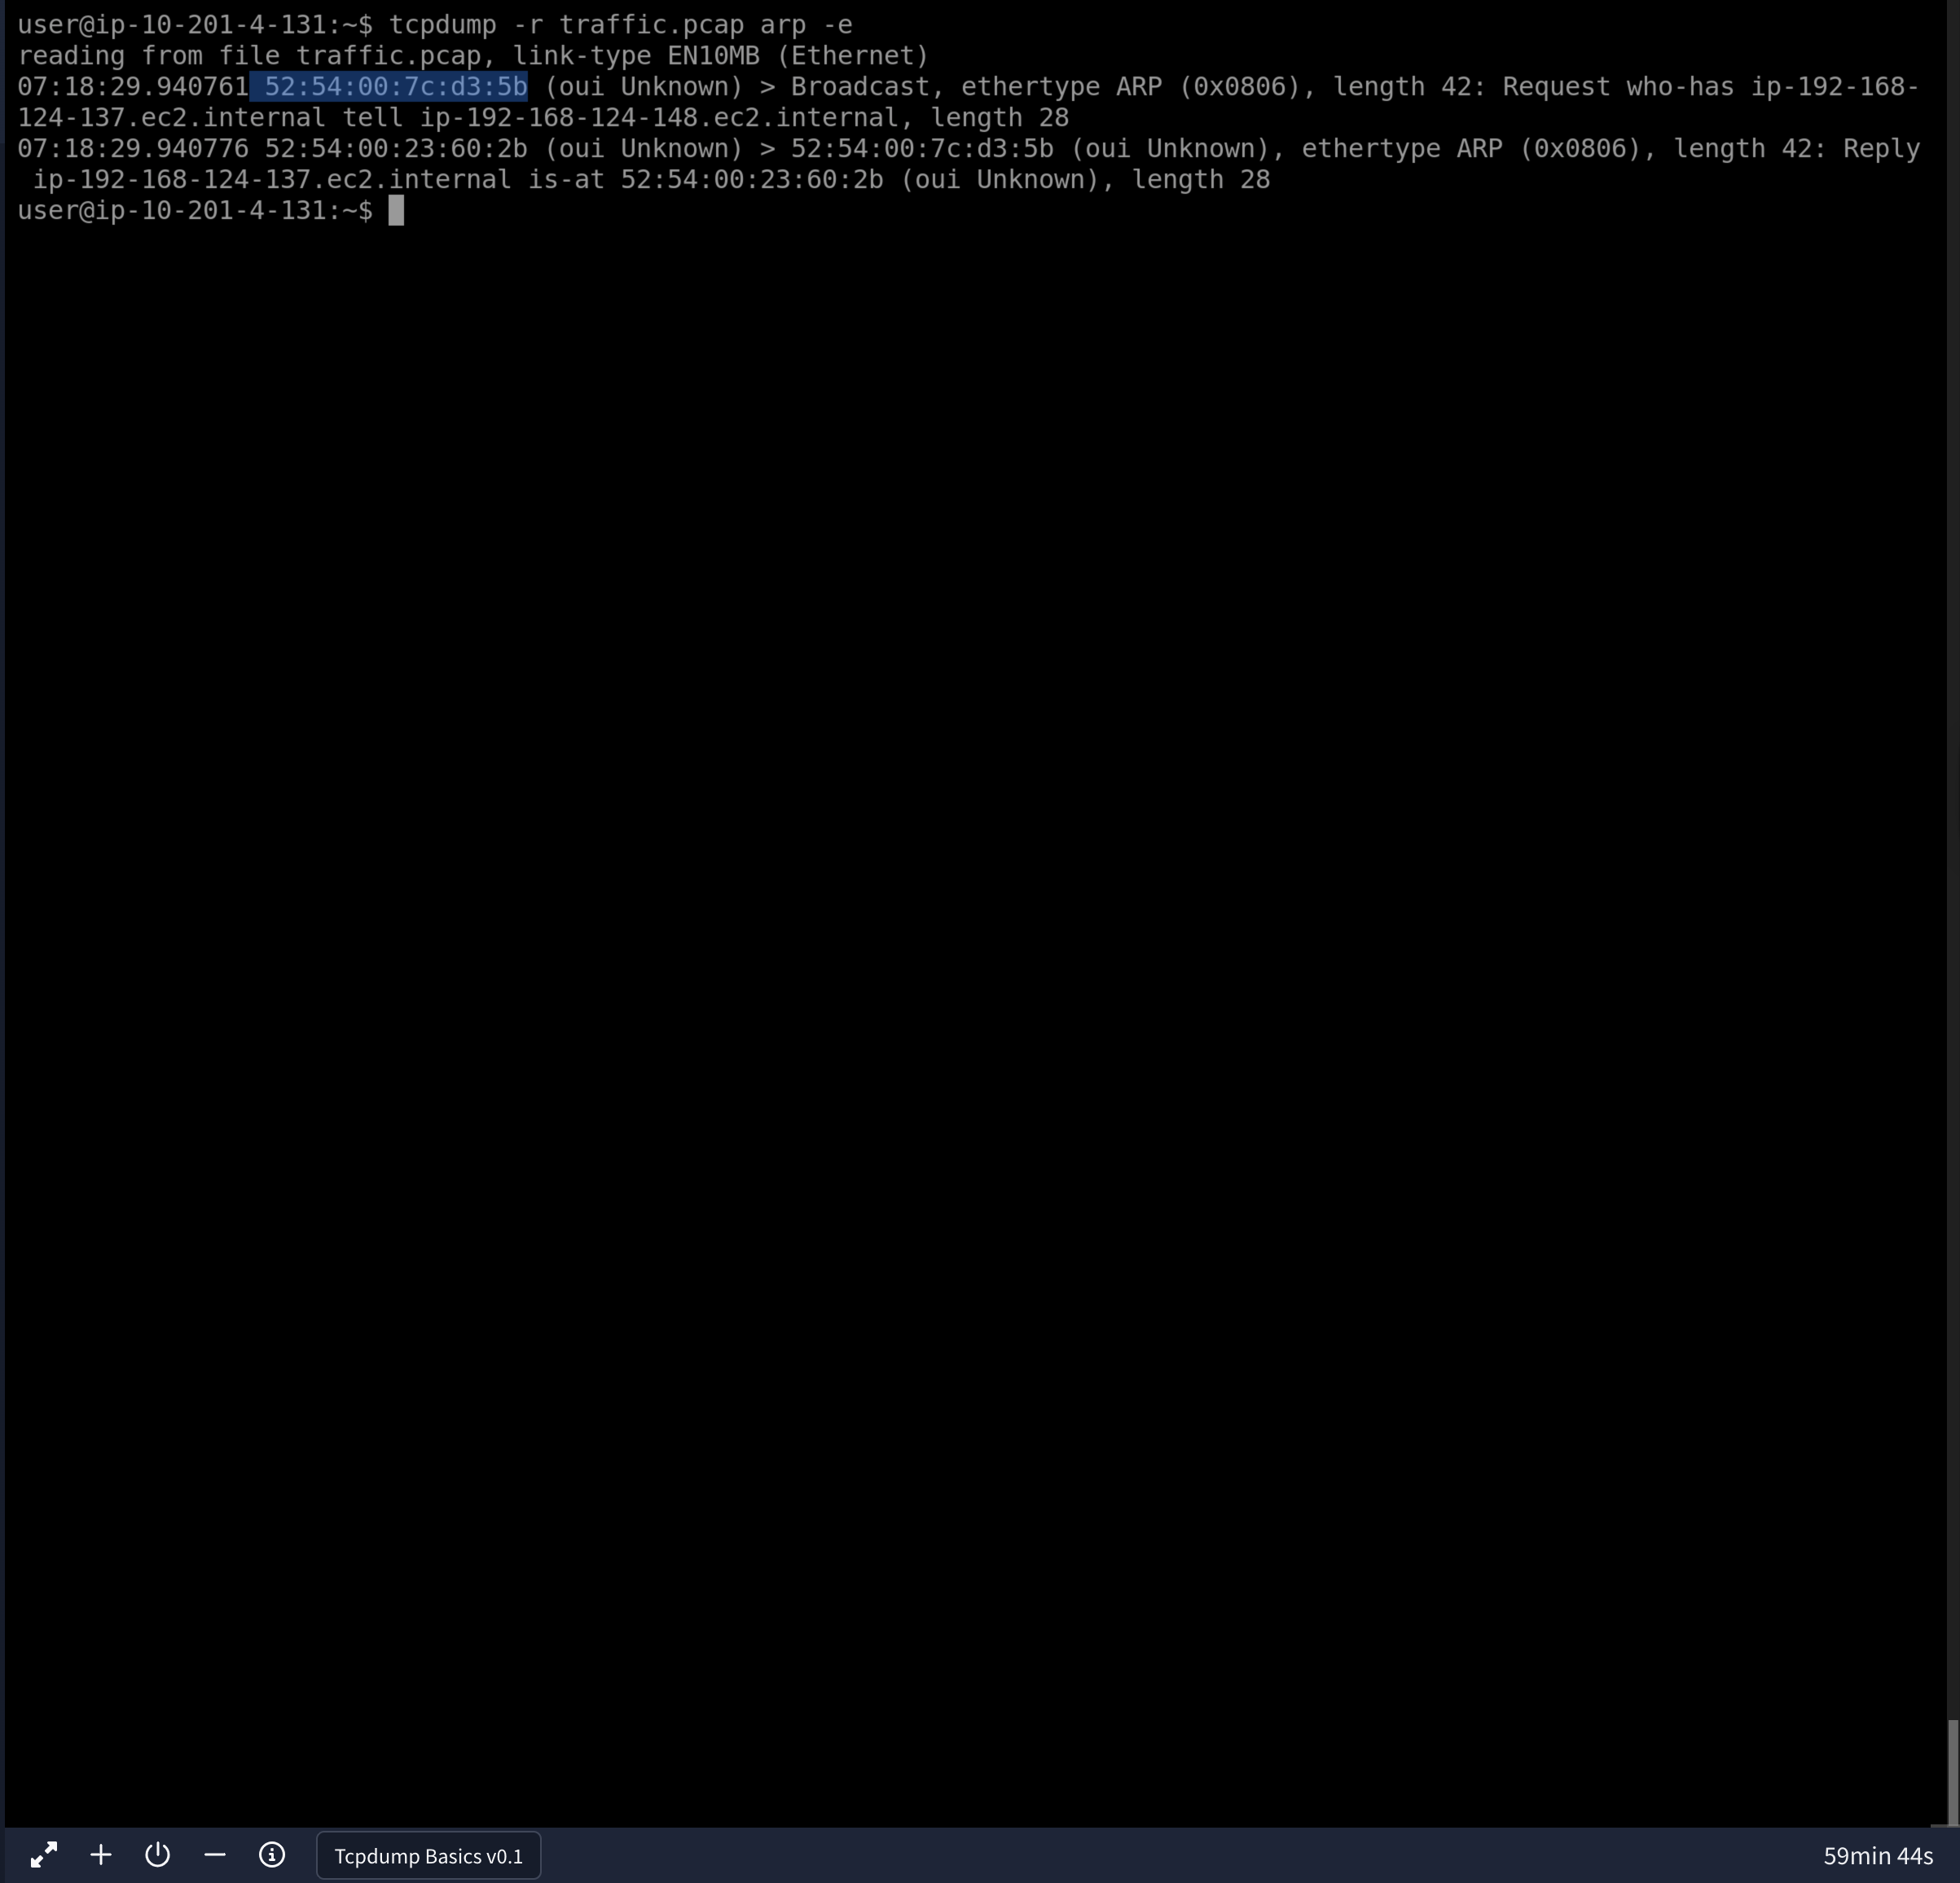 user@ip-10-201-4-131:~$ tcpdump -r traffic.pcap arp -e
reading from file traffic.pcap, link-type EN10MB (Ethernet)
07:18:29.940761 52:54:00:7c:d3:5b (oui Unknown) > Broadcast, ethertype ARP (0x0806), length 42: Request who-has ip-192-168-
124-137.ec2.internal tell ip-192-168-124-148.ec2.internal, length 28
07:18:29.940776 52:54:00:23:60:2b (oui Unknown) > 52:54:00:7c:d3:5b (oui Unknown), ethertype ARP (0x0806), length 42: Reply
 ip-192-168-124-137.ec2.internal is-at 52:54:00:23:60:2b (oui Unknown), length 28
user@ip-10-201-4-131:~$
Tcpdump Basics v0.1
59min 44s